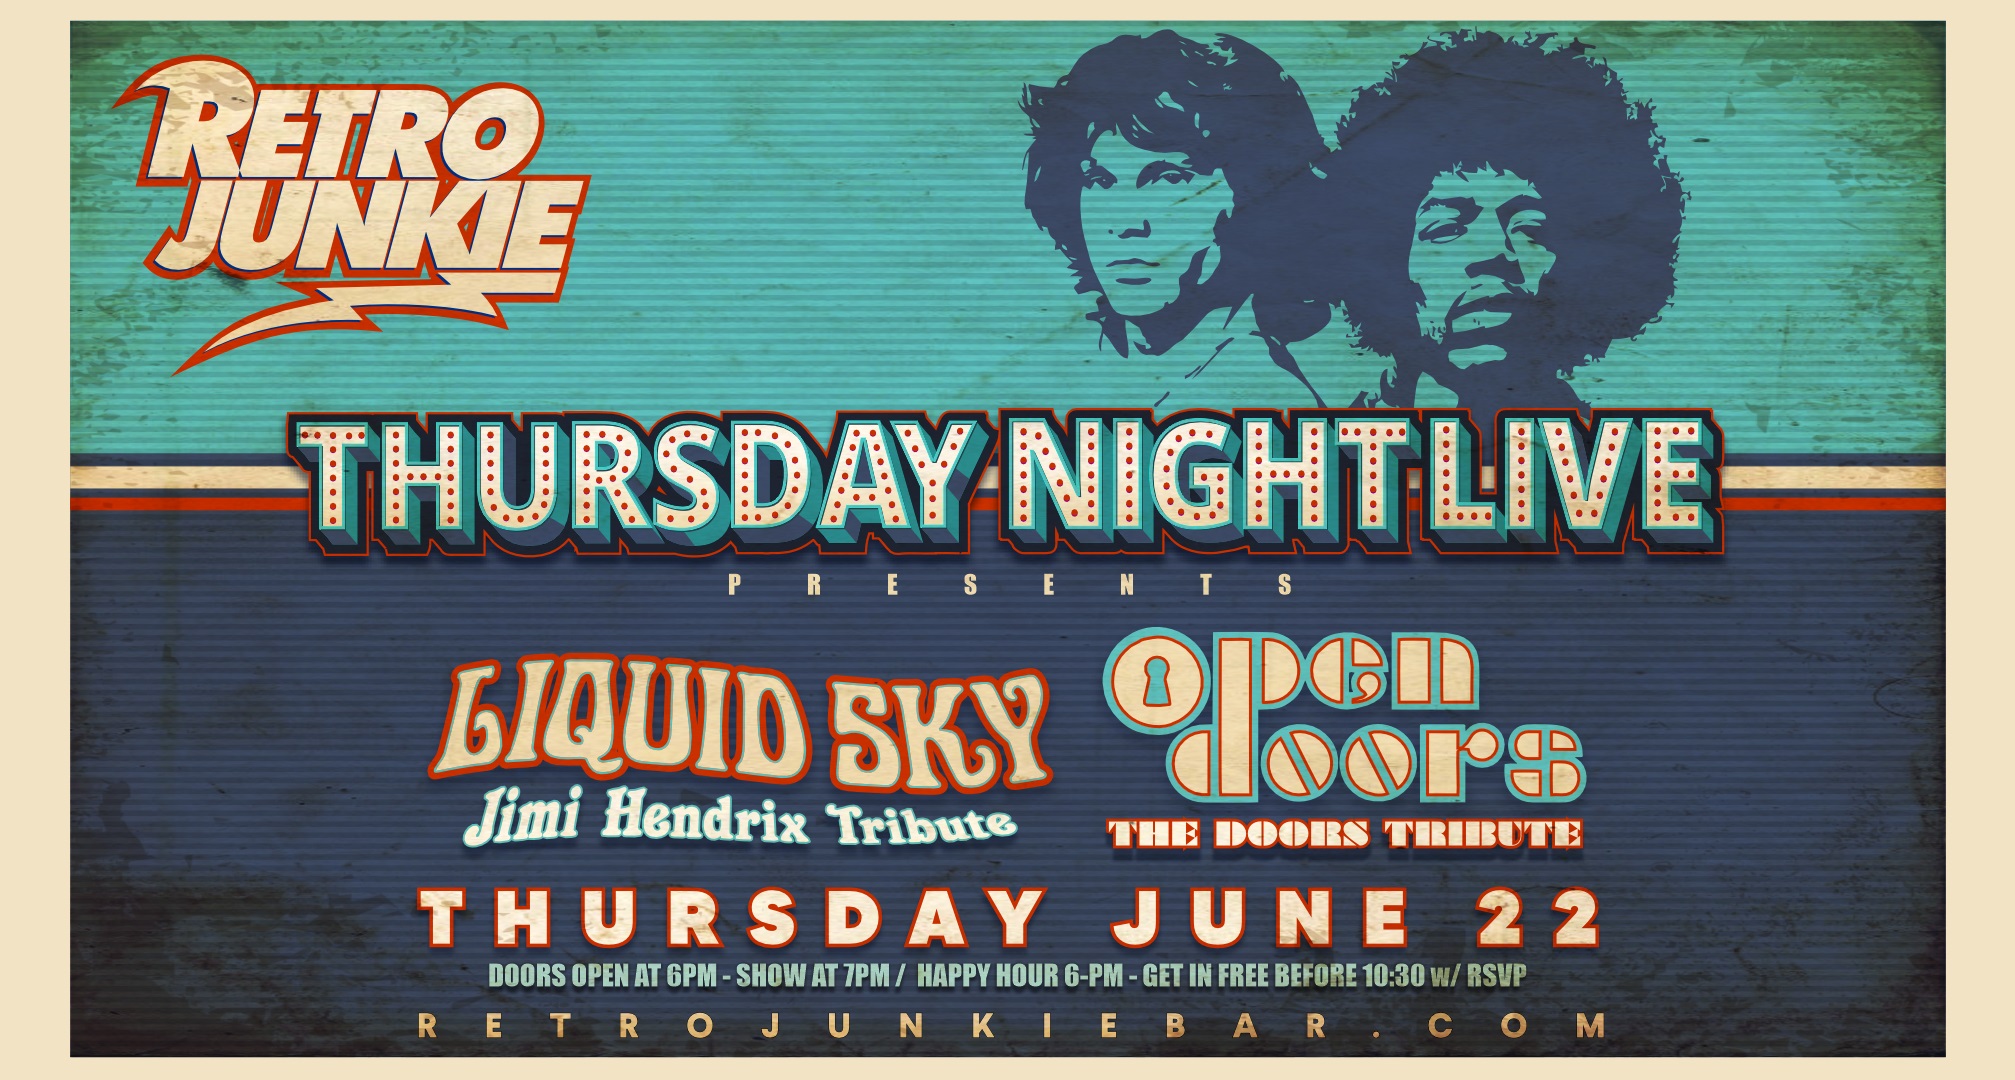 RETRO
JUNKIE
THURSDAY NIGHT LIVE
PRESENTS
LIQUID SKY
Jimi Hendrix Tribute
open
doors
THE DOORS TRIBUTE
THURSDAY JUNE 22
DOORS OPEN AT 6PM - SHOW AT 7PM / HAPPY HOUR 6-PM - GET IN FREE BEFORE 10:30 w/ RSVP
RETROJUNKIEBAR.COM